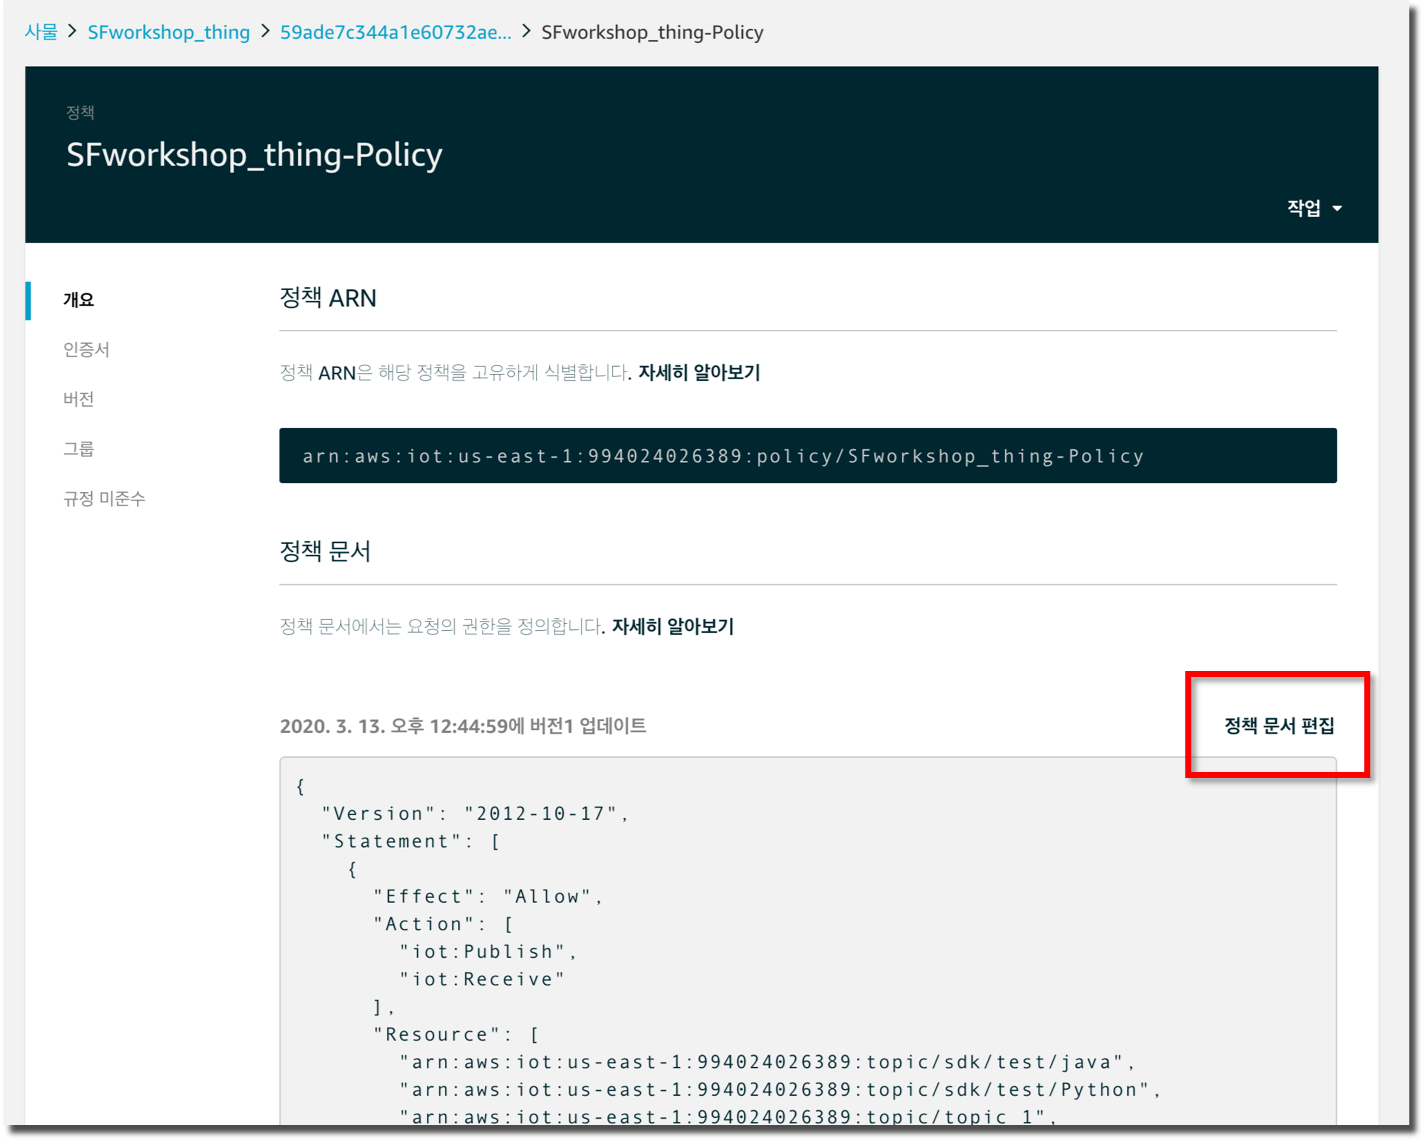 사물 > SFworkshop_thing > 59ade7c344a1e60732ae... > SFworkshop_thing-Policy
정책
SFworkshop_thing-Policy
작업
개요
인증서
버전
그룹
규정 미준수
정책 ARN
정책 ARN은 해당 정책을 고유하게 식별합니다. 자세히 알아보기
arn:aws:iot:us-east-1:994024026389:policy/SFworkshop_thing-Policy
정책 문서
정책 문서에서는 요청의 권한을 정의합니다. 자세히 알아보기
2020. 3. 13. 오후 12:44:59에 버전1 업데이트
정책 문서 편집
{
"Version": "2012-10-17",
"Statement": [
{
"Effect": "Allow",
"Action": [
"iot:Publish",
"iot:Receive"
],
"Resource": [
"arn:aws:iot:us-east-1:994024026389:topic/sdk/test/java",
"arn:aws:iot:us-east-1:994024026389:topic/sdk/test/Python",
"arn:aws:iot:us-east-1:994024026389:topic/topic_1",